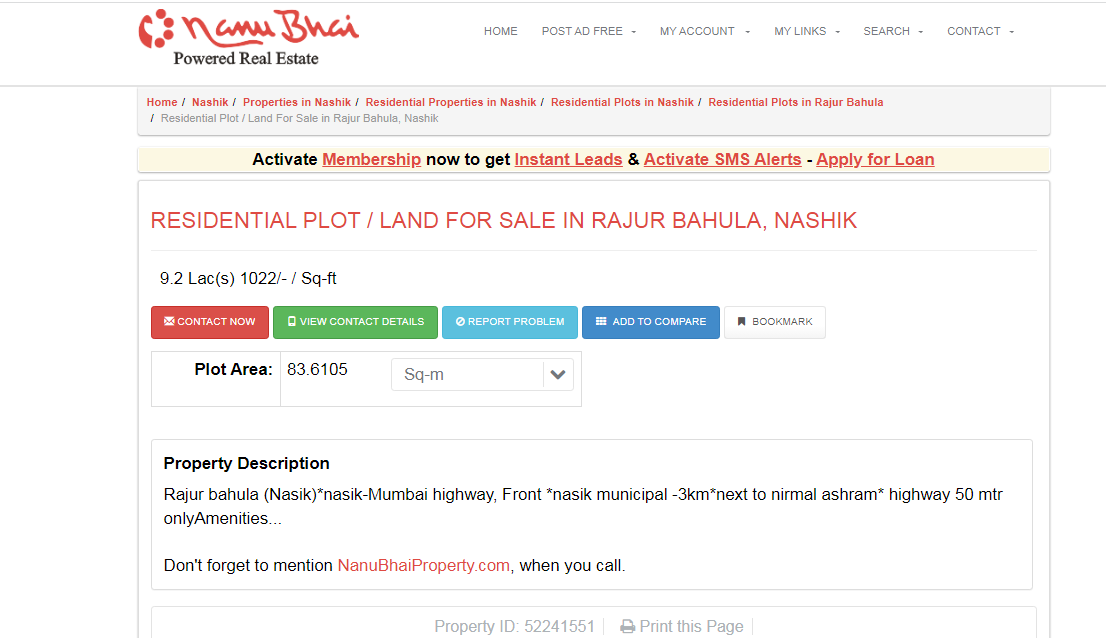 Nanu Bhai
Powered Real Estate
HOME POST AD FREE MY ACCOUNT MY LINKS SEARCH CONTACT
Home / Nashik / Properties in Nashik / Residential Properties in Nashik / Residential Plots in Nashik / Residential Plots in Rajur Bahula
/ Residential Plot / Land For Sale in Rajur Bahula, Nashik
Activate Membership now to get Instant Leads & Activate SMS Alerts - Apply for Loan
RESIDENTIAL PLOT / LAND FOR SALE IN RAJUR BAHULA, NASHIK
9.2 Lac(s) 1022/- / Sq-ft
CONTACT NOW VIEW CONTACT DETAILS REPORT PROBLEM ADD TO COMPARE BOOKMARK
Plot Area: 83.6105 Sq-m
Property Description
Rajur bahula (Nasik)*nasik-Mumbai highway, Front *nasik municipal -3km*next to nirmal ashram* highway 50 mtr
onlyAmenities...
Don't forget to mention NanuBhaiProperty.com, when you call.
Property ID: 52241551 Print this Page